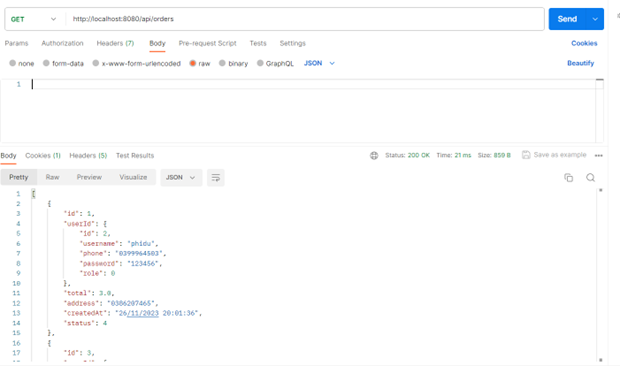 GET http://localhost:8080/api/orders Send
Params Authorization Headers (7) Body Pre-request Script Tests Settings Cookies
none form-data x-www-form-urlencoded raw binary GraphQL JSON Beautify
1
Body Cookies (1) Headers (5) Test Results Status: 200 OK Time: 21 ms Size: 859 B Save as example
Pretty Raw Preview Visualize JSON
1 [
2 {
3 "id": 1,
4 "userId": {
5 "id": 2,
6 "username": "phidu",
7 "phone": "0399964503",
8 "password": "123456",
9 "role": 0
10 },
11 "total": 3.0,
12 "address": "0386207465",
13 "createdAt": "26/11/2023 20:01:36",
14 "status": 4
15 },
16 {
17 "id": 3,